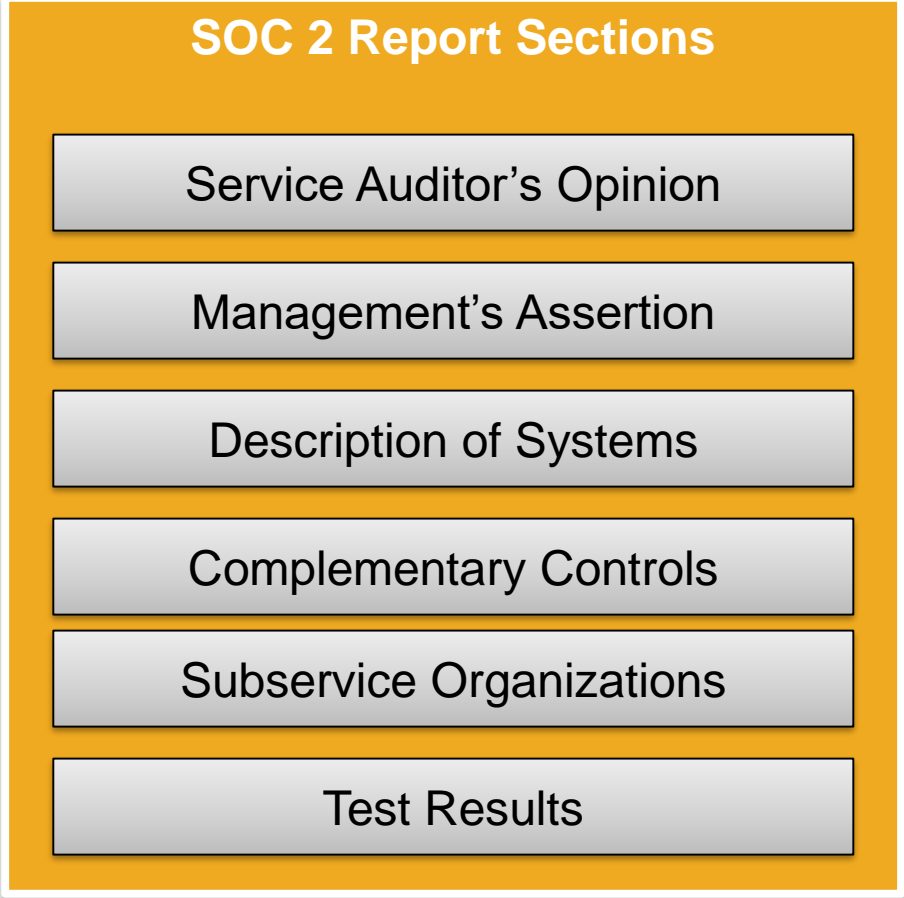 SOC 2 Report Sections
Service Auditor’s Opinion
Management’s Assertion
Description of Systems
Complementary Controls
Subservice Organizations
Test Results